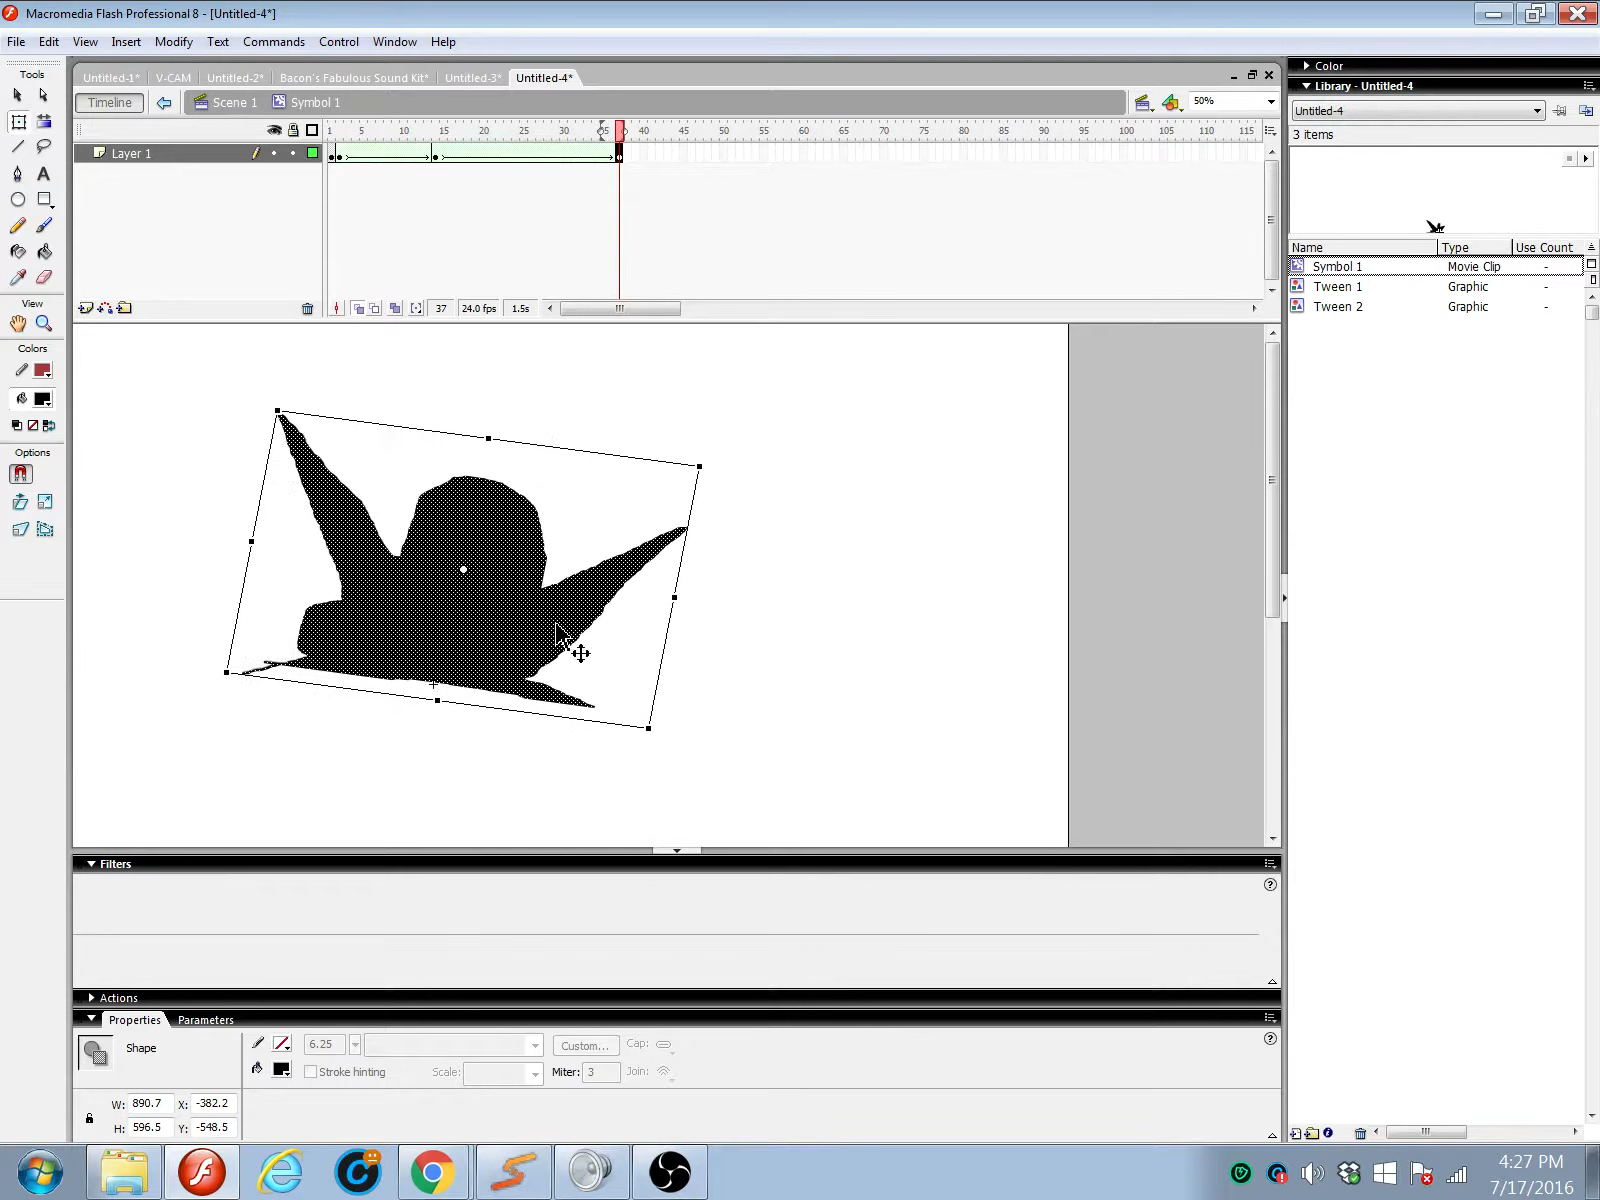 Macromedia Flash Professional 8 - [Untitled-4*]
File Edit View Insert Modify Text Commands Control Window Help
Tools
Untitled-1* V-CAM Untitled-2* Bacon's Fabulous Sound Kit* Untitled-3* Untitled-4*
Timeline Scene 1 Symbol 1 50%
1 5 10 15 20 25 30 35 40 45 50 55 60 65 70 75 80 85 90 95 100 105 110 115
Layer 1
37 24.0 fps 1.5s
View
Colors
Options
Color
Library - Untitled-4
Untitled-4
3 items
Name Type Use Count
Symbol 1 Movie Clip -
Tween 1 Graphic -
Tween 2 Graphic -
Filters
Actions
Properties Parameters
Shape
6.25 Custom... Cap:
Stroke hinting Scale: Miter: 3 Join:
W: 890.7 X: -382.2
H: 596.5 Y: -548.5
4:27 PM
7/17/2016